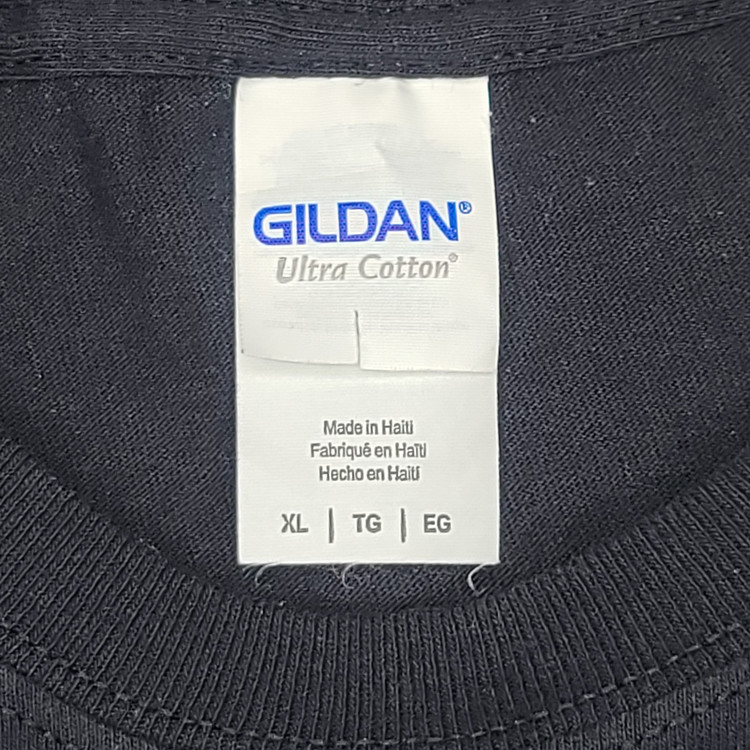 GILDAN®
Ultra Cotton®
Made in Haiti
Fabriqué en Haïti
Hecho en Haití
XL | TG | EG